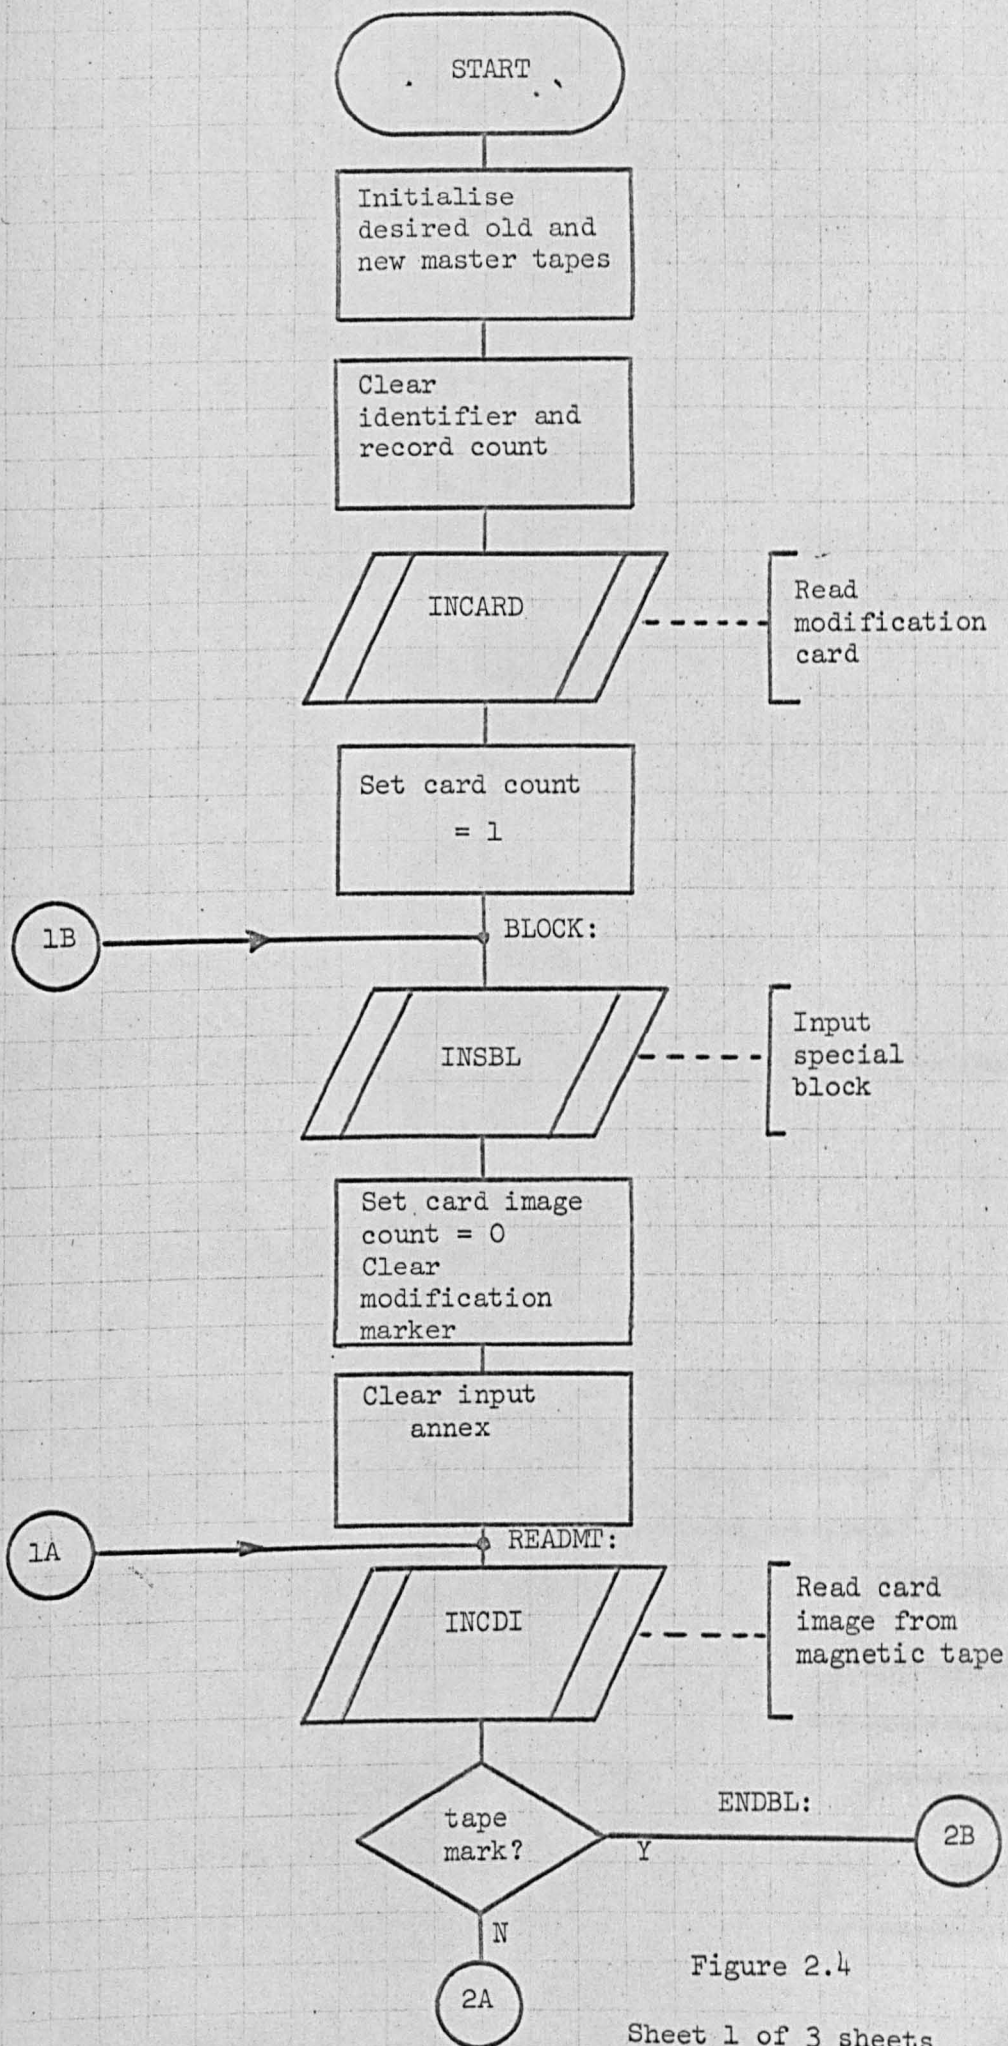 START
Initialise
desired old and
new master tapes
Clear
identifier and
record count
INCARD
Read
modification
card
Set card count
= 1
1B
BLOCK:
INSBL
Input
special
block
Set card image
count = 0
Clear
modification
marker
Clear input
annex
1A
READMT:
INCDI
Read card
image from
magnetic tape
tape
mark?
ENDBL:
Y
2B
N
2A
Figure 2.4
Sheet 1 of 3 sheets